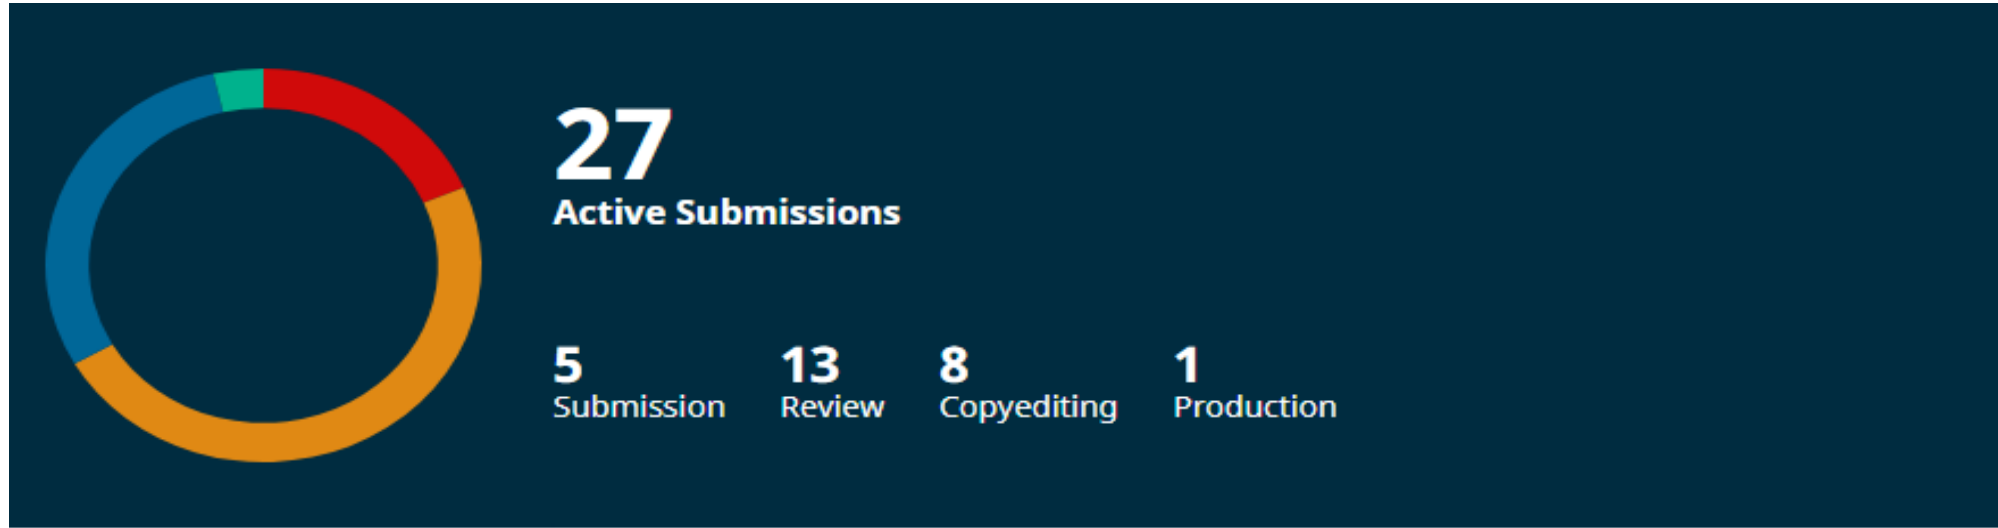 27
Active Submissions
5 13 8 1
Submission Review Copyediting Production